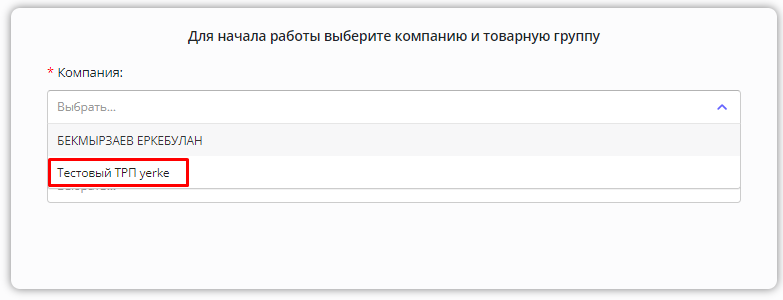 Для начала работы выберите компанию и товарную группу
* Компания:
Выбрать...
БЕКМЫРЗАЕВ ЕРКЕБУЛАН
Тестовый ТРП yerke